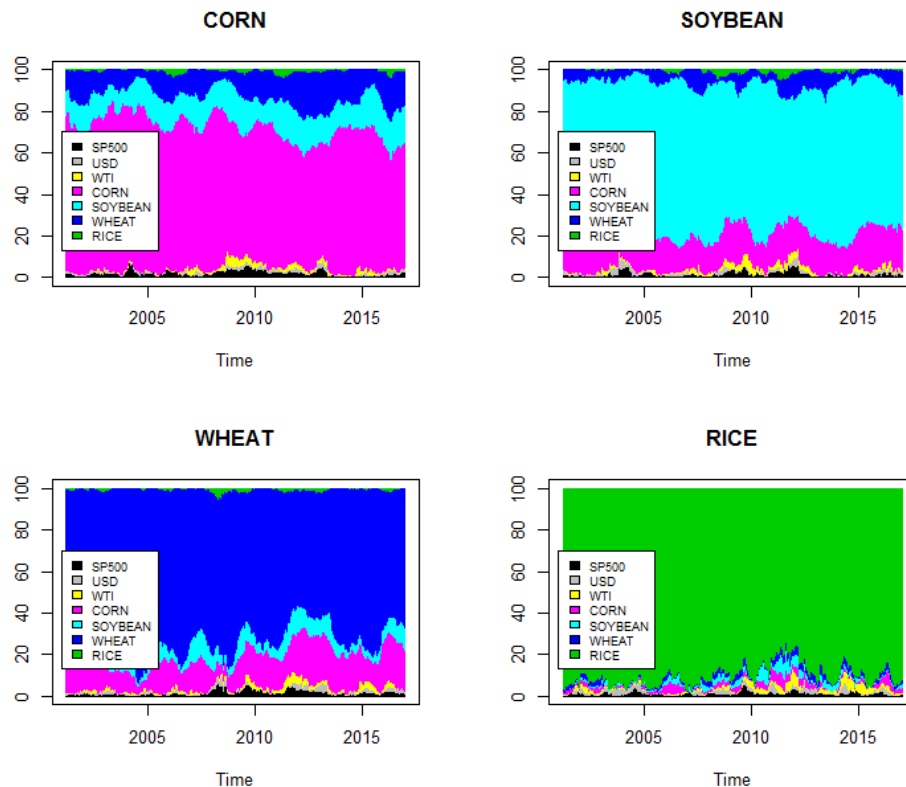 CORN
100
80
60
40
20
0
SP500
USD
WTI
CORN
SOYBEAN
WHEAT
RICE
2005 2010 2015
Time
SOYBEAN
100
80
60
40
20
0
SP500
USD
WTI
CORN
SOYBEAN
WHEAT
RICE
2005 2010 2015
Time
WHEAT
100
80
60
40
20
0
SP500
USD
WTI
CORN
SOYBEAN
WHEAT
RICE
2005 2010 2015
Time
RICE
100
80
60
40
20
0
SP500
USD
WTI
CORN
SOYBEAN
WHEAT
RICE
2005 2010 2015
Time